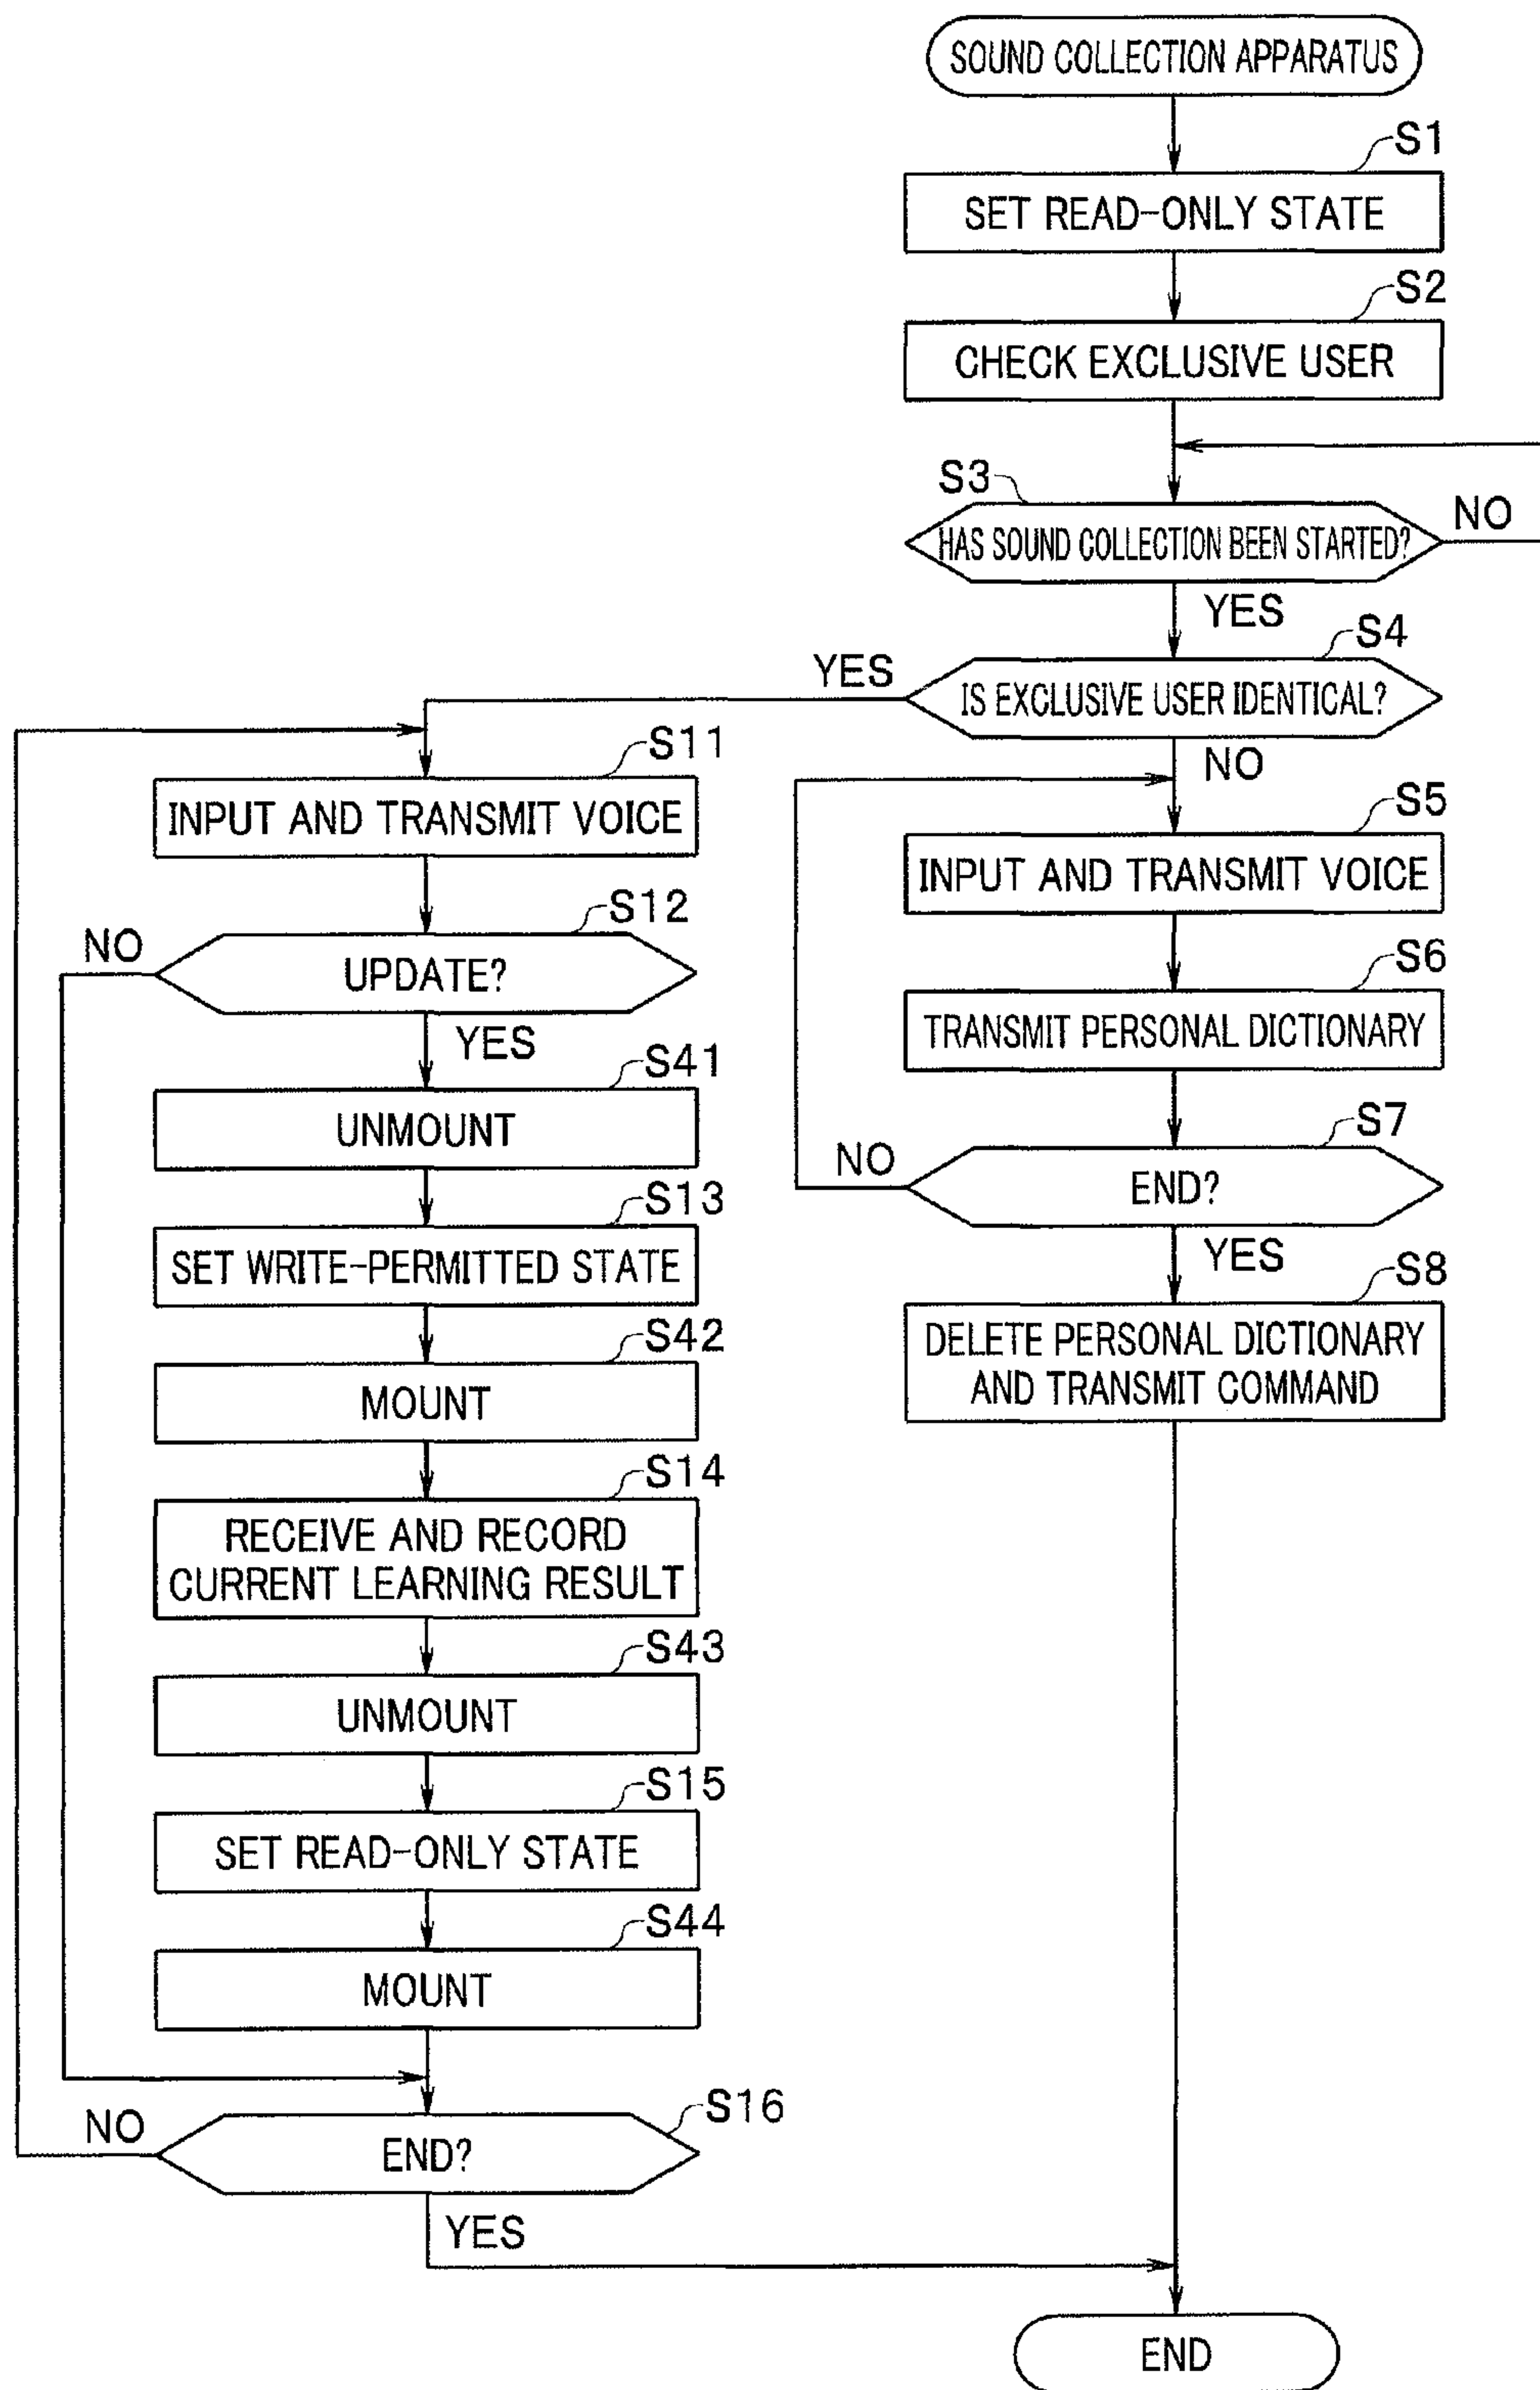 SOUND COLLECTION APPARATUS
S1
SET READ-ONLY STATE
S2
CHECK EXCLUSIVE USER
S3
HAS SOUND COLLECTION BEEN STARTED?
NO
YES
S4
IS EXCLUSIVE USER IDENTICAL?
YES
NO
S11
INPUT AND TRANSMIT VOICE
S12
UPDATE?
NO
YES
S41
UNMOUNT
S13
SET WRITE-PERMITTED STATE
S42
MOUNT
S14
RECEIVE AND RECORD
CURRENT LEARNING RESULT
S43
UNMOUNT
S15
SET READ-ONLY STATE
S44
MOUNT
S16
END?
NO
YES
S5
INPUT AND TRANSMIT VOICE
S6
TRANSMIT PERSONAL DICTIONARY
S7
END?
NO
YES
S8
DELETE PERSONAL DICTIONARY
AND TRANSMIT COMMAND
END